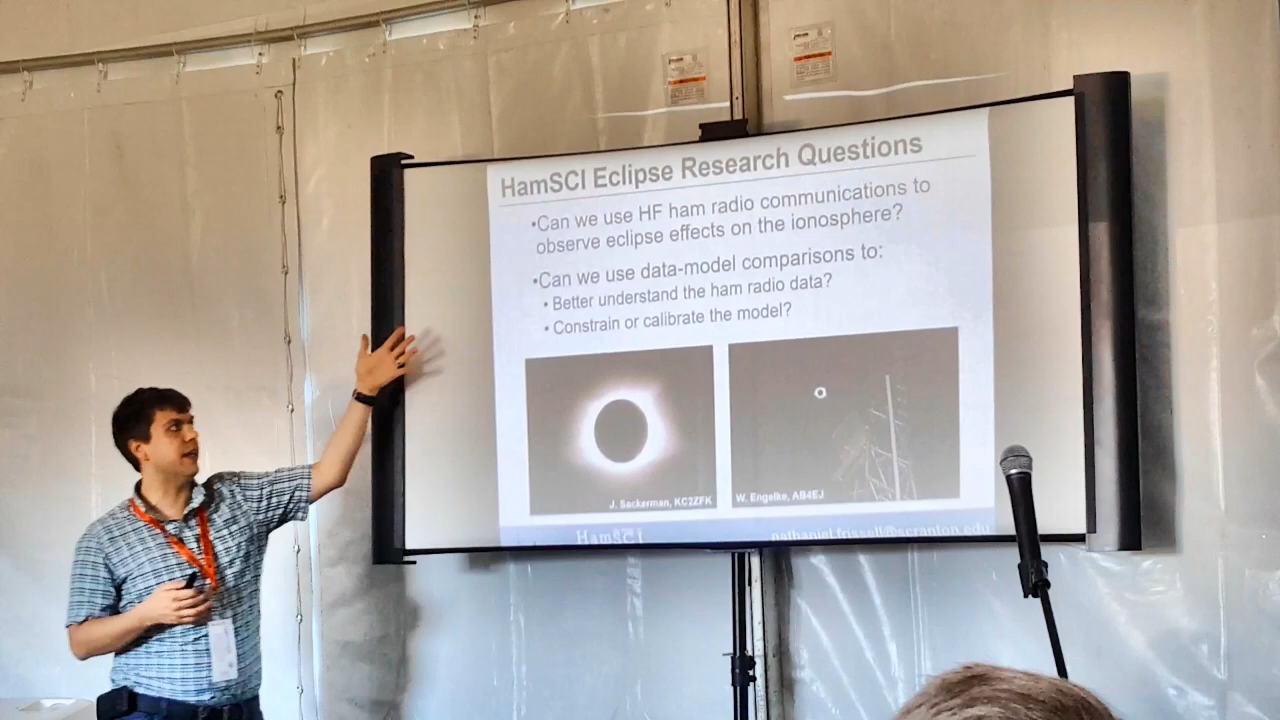 HamSCI Eclipse Research Questions
•Can we use HF ham radio communications to
observe eclipse effects on the ionosphere?
•Can we use data-model comparisons to:
• Better understand the ham radio data?
• Constrain or calibrate the model?
J. Sackerman, KC2ZFK
W. Engelke, AB4EJ
HamSCI
nathaniel.frissell@scranton.edu